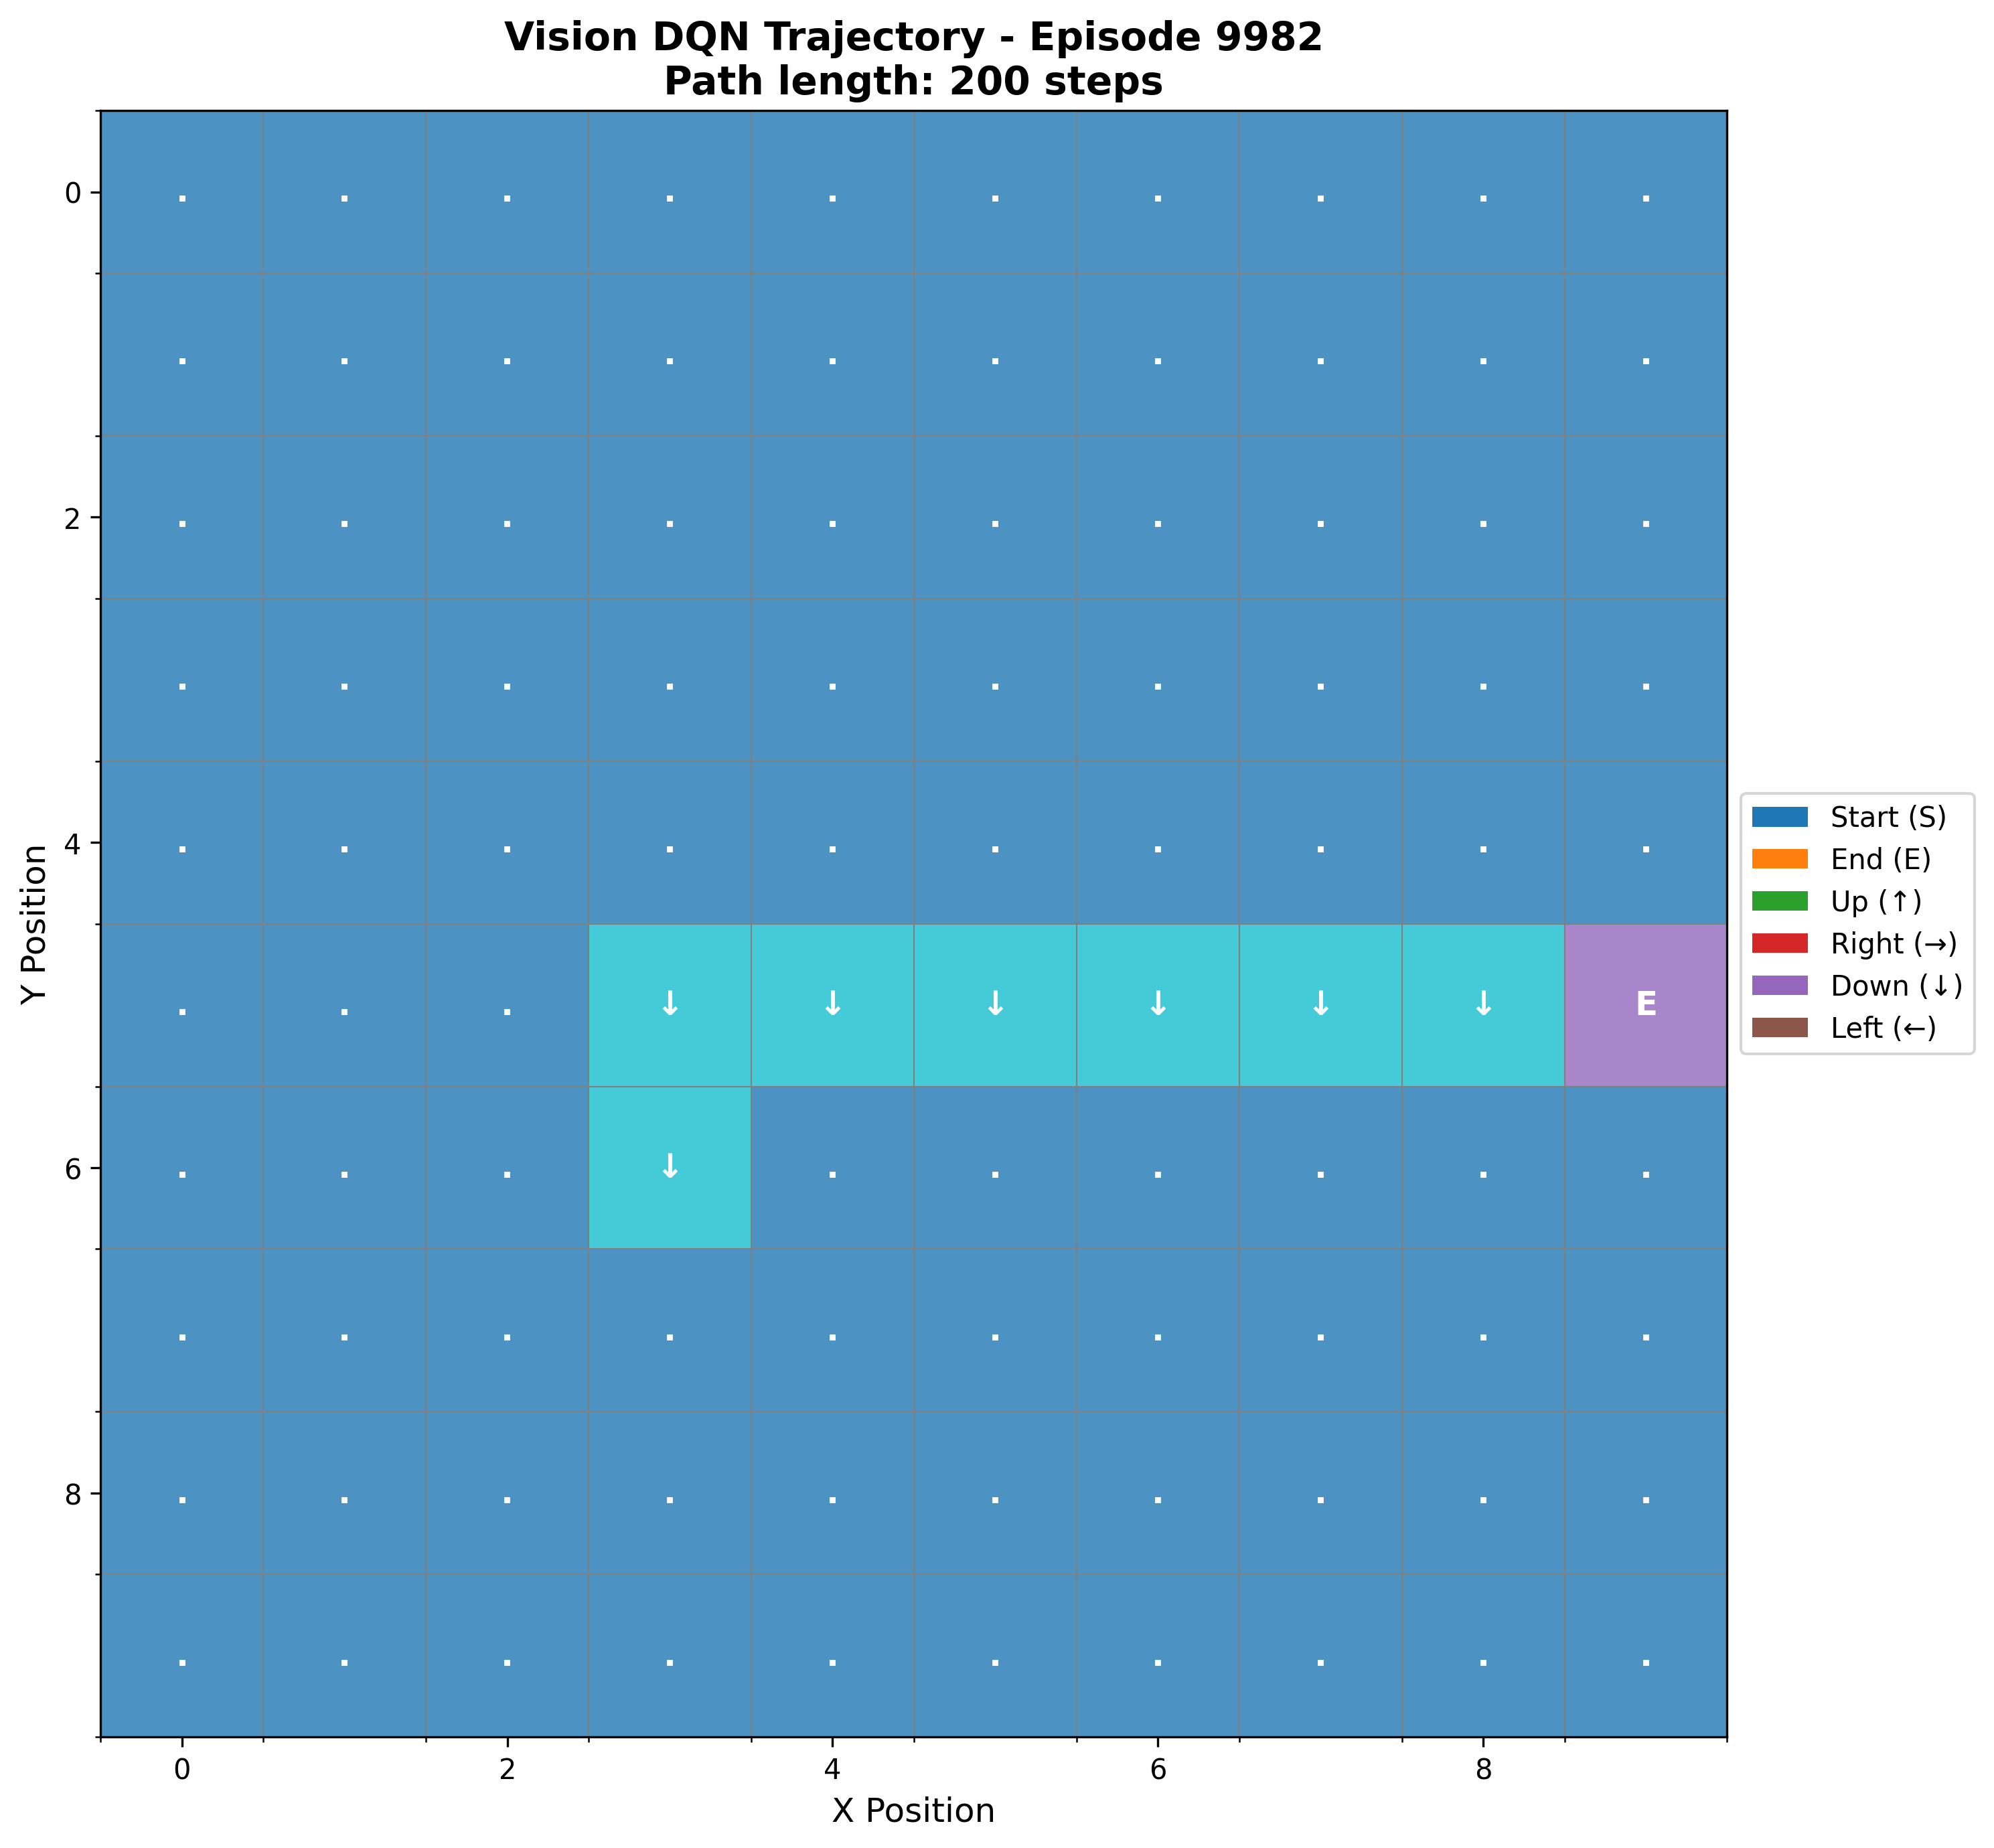 Vision DQN Trajectory - Episode 9982
Path length: 200 steps
0
2
4
6
8
Y Position
. . . . . . . . . .
. . . . . . . . . .
. . . . . . . . . .
. . . . . . . . . .
. . . . . . . . . .
. . . ↓ ↓ ↓ ↓ ↓ ↓ E
. . . ↓ . . . . . .
. . . . . . . . . .
. . . . . . . . . .
. . . . . . . . . .
0 2 4 6 8
X Position
Start (S)
End (E)
Up (↑)
Right (→)
Down (↓)
Left (←)